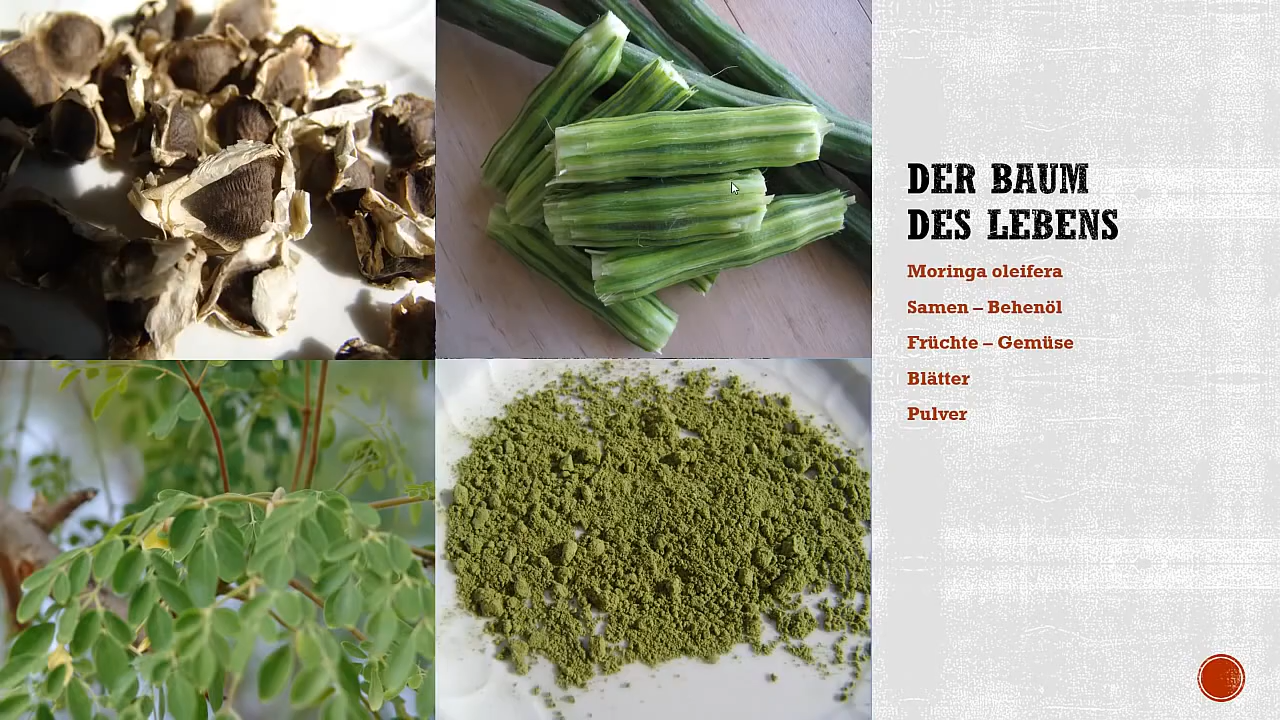 DER BAUM
DES LEBENS
Moringa oleifera
Samen – Behenöl
Früchte – Gemüse
Blätter
Pulver